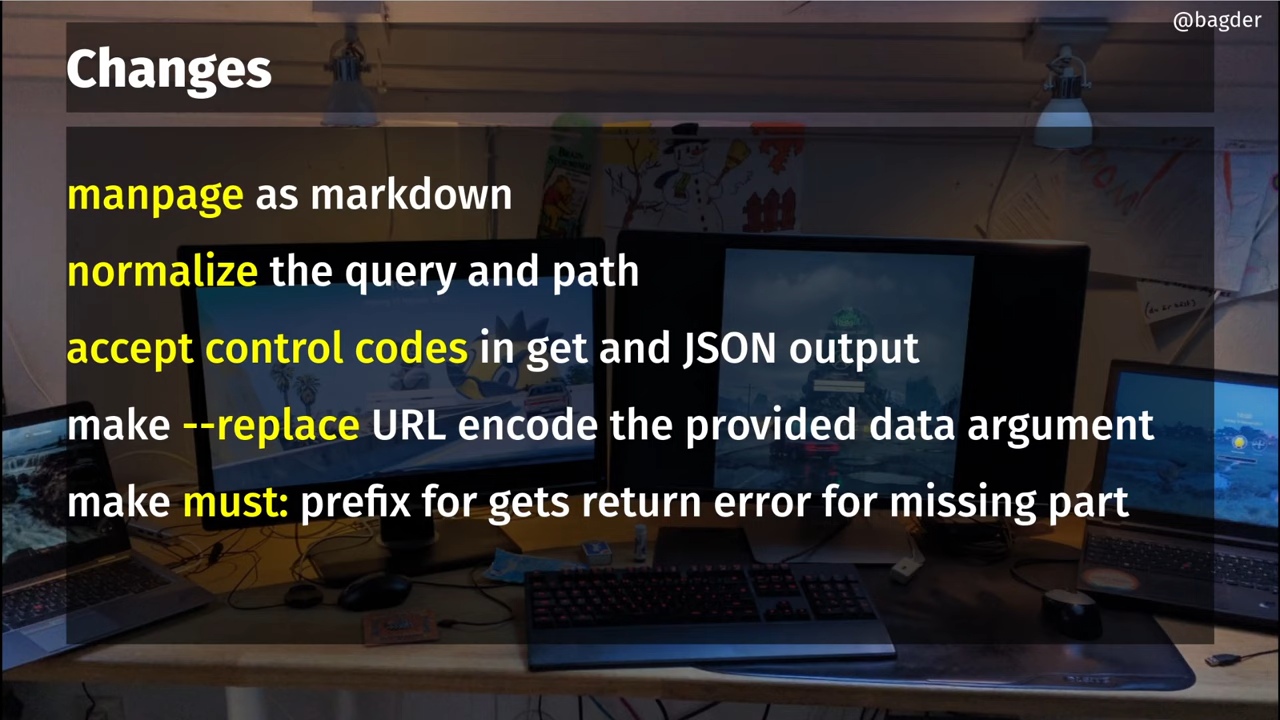 @bagder
Changes
manpage as markdown
normalize the query and path
accept control codes in get and JSON output
make --replace URL encode the provided data argument
make must: prefix for gets return error for missing part